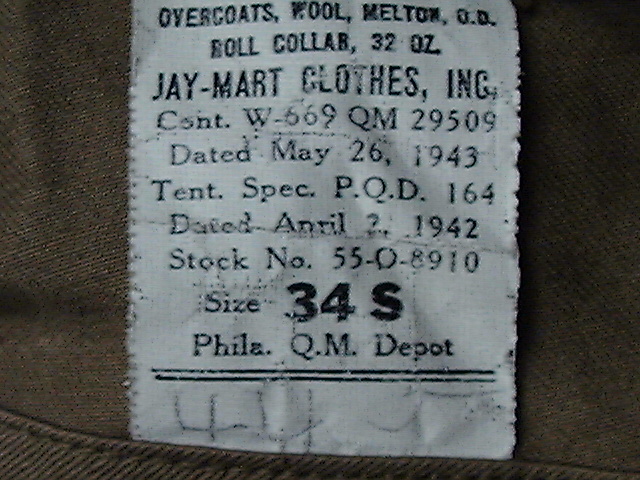 OVERCOATS, WOOL, MELTON, O.D.
ROLL COLLAR, 32 OZ.
JAY-MART CLOTHES, INC.
Cont. W-669 QM 29509
Dated May 26, 1943
Tent. Spec. P.Q.D. 164
Dated April 1942
Stock No. 55-O-8910
Size 34 S
Phila. Q.M. Depot